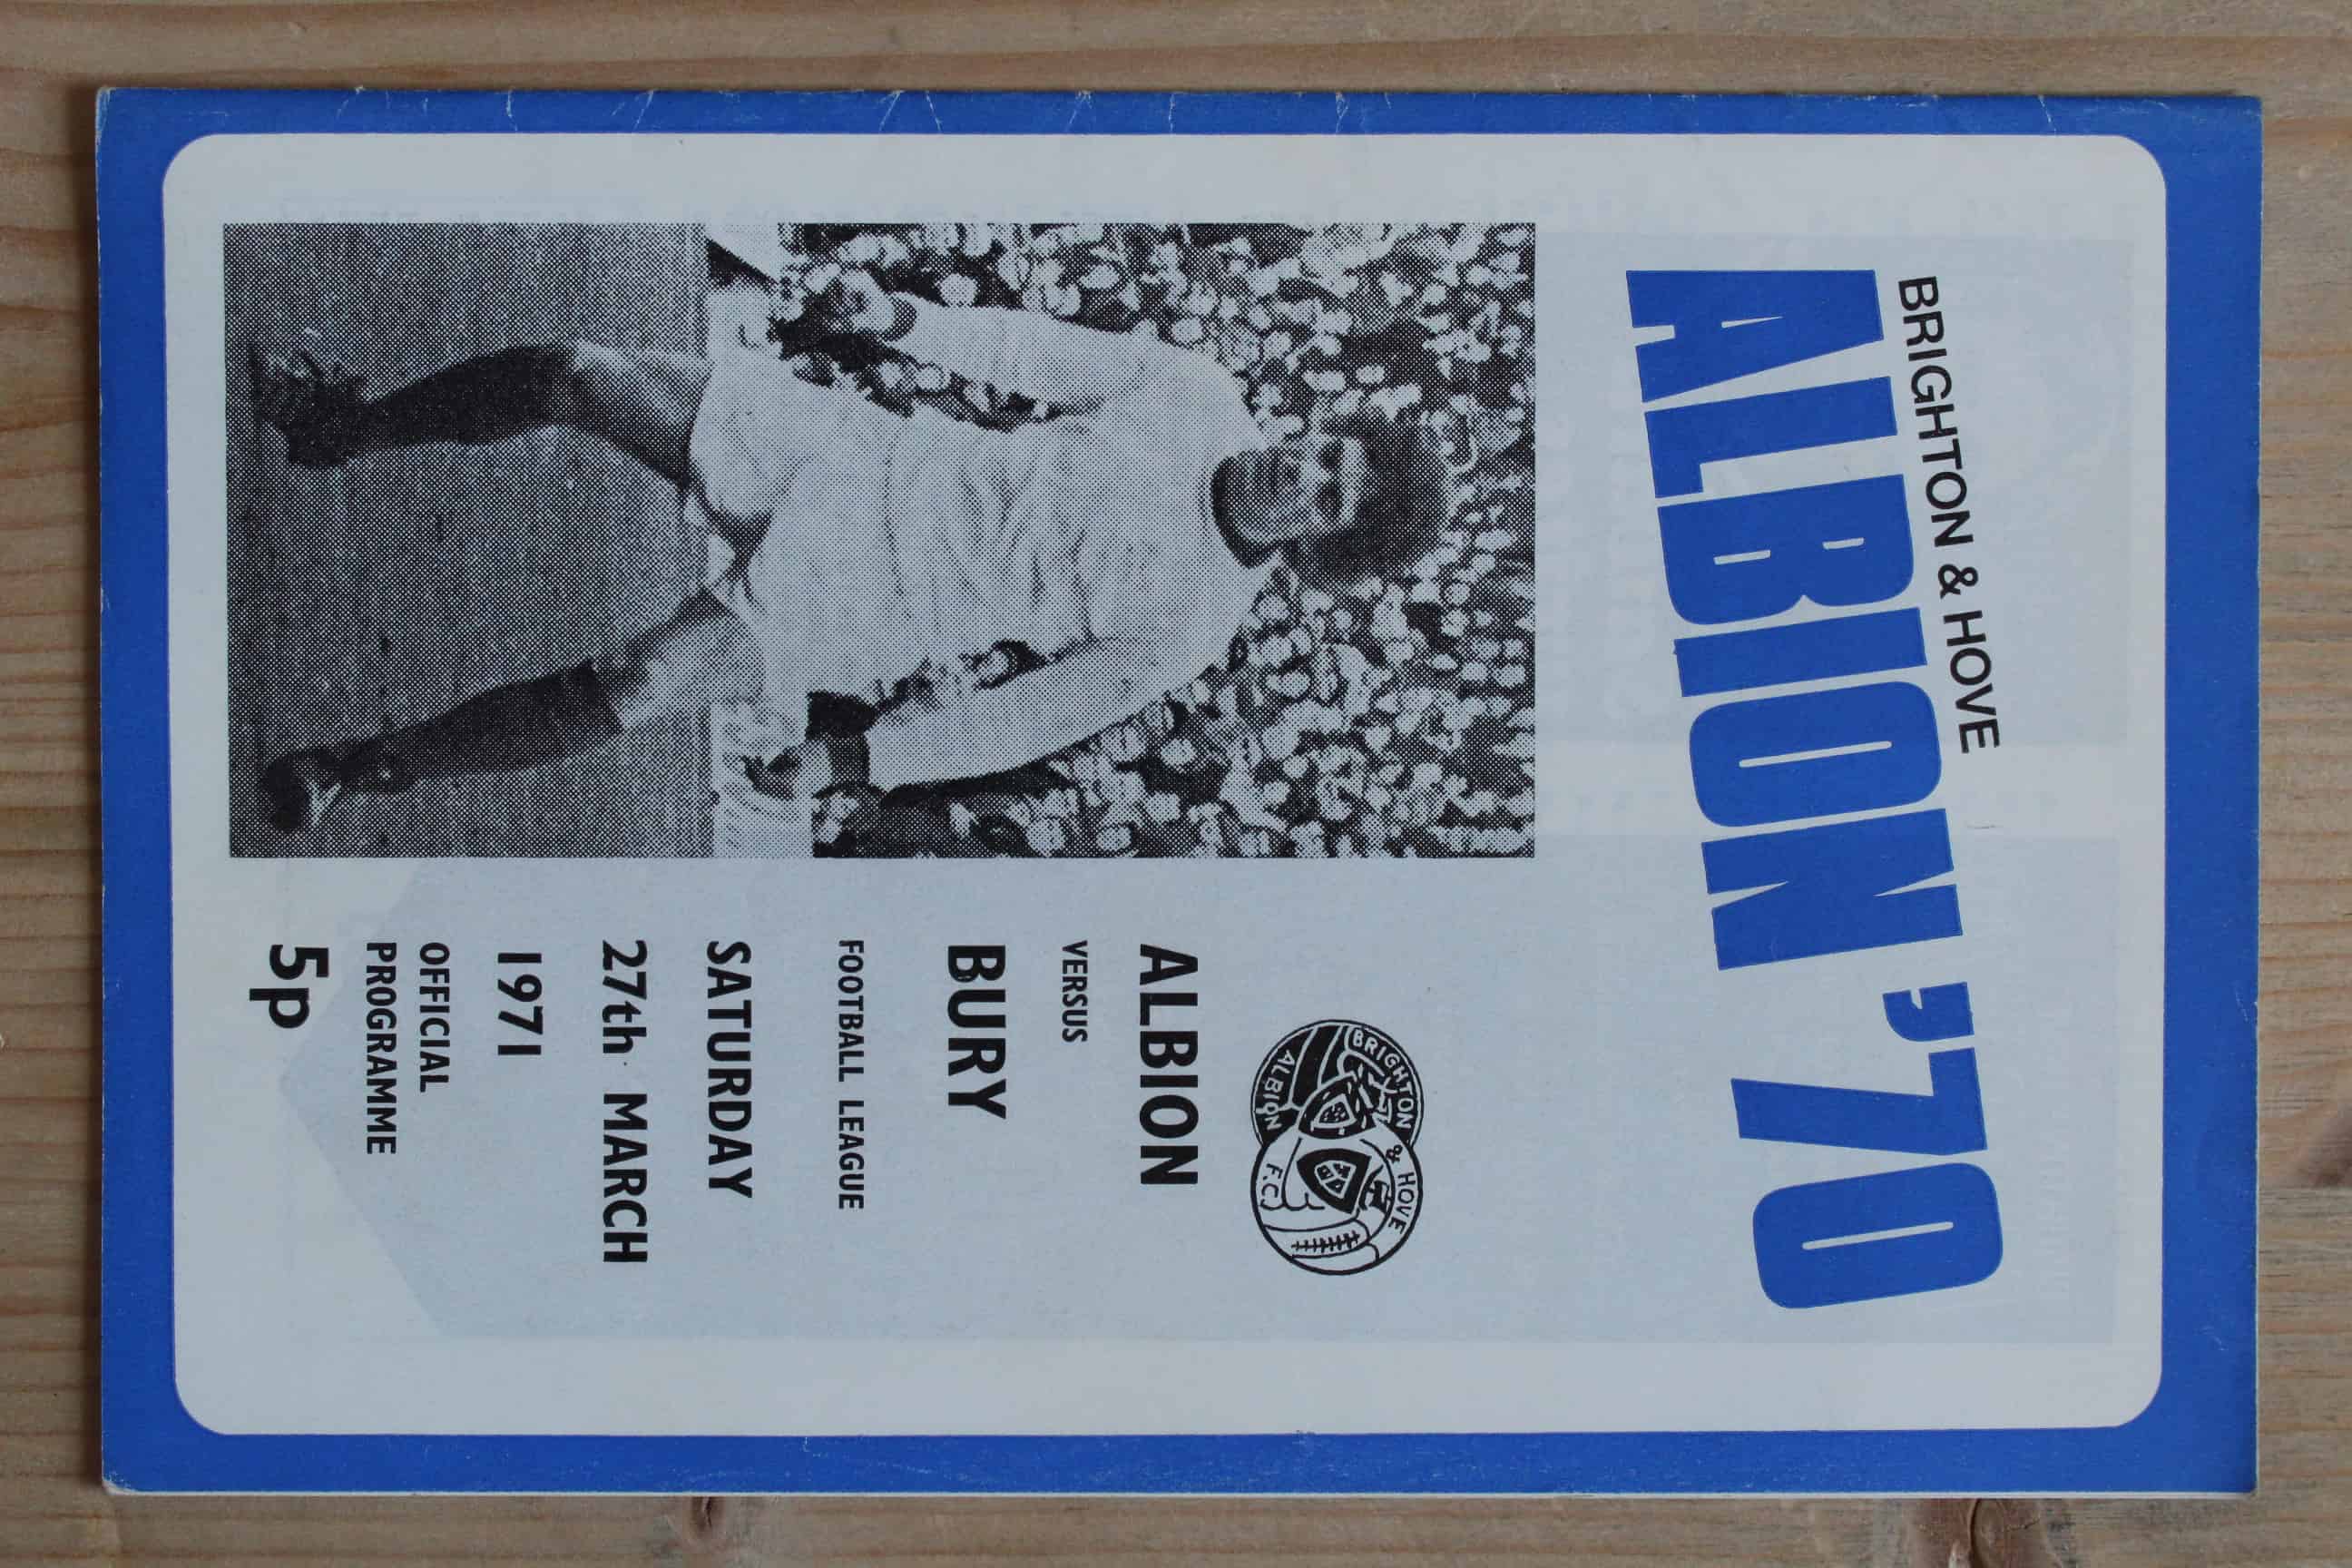 BRIGHTON & HOVE
ALBION '70
BRIGHTON & HOVE
ALBION F.C.
ALBION
VERSUS
BURY
FOOTBALL LEAGUE
SATURDAY
27th MARCH
1971
OFFICIAL
PROGRAMME
5p